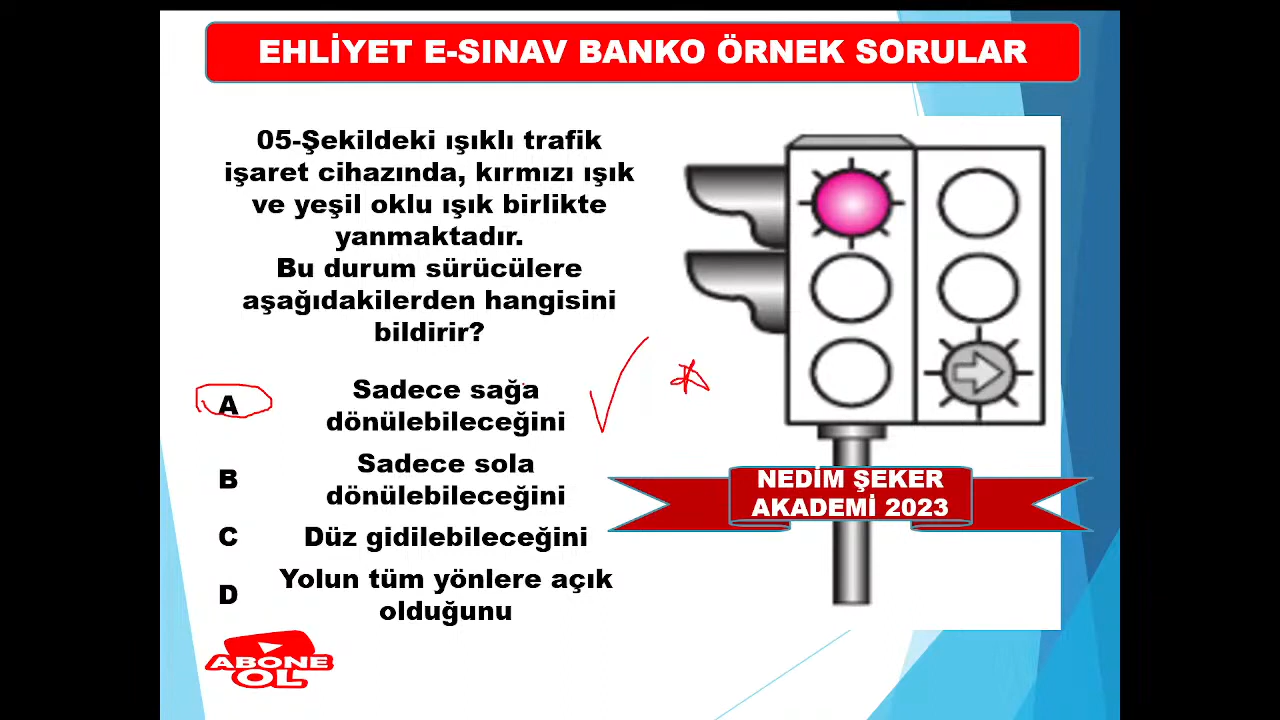 EHLİYET E-SINAV BANKO ÖRNEK SORULAR
05-Şekildeki ışıklı trafik
işaret cihazında, kırmızı ışık
ve yeşil oklu ışık birlikte
yanmaktadır.
Bu durum sürücülere
aşağıdakilerden hangisini
bildirir?
A
Sadece sağa
dönülebileceğini
B
Sadece sola
dönülebileceğini
C
Düz gidilebileceğini
D
Yolun tüm yönlere açık
olduğunu
NEDİM ŞEKER
AKADEMİ 2023
ABONE
OL